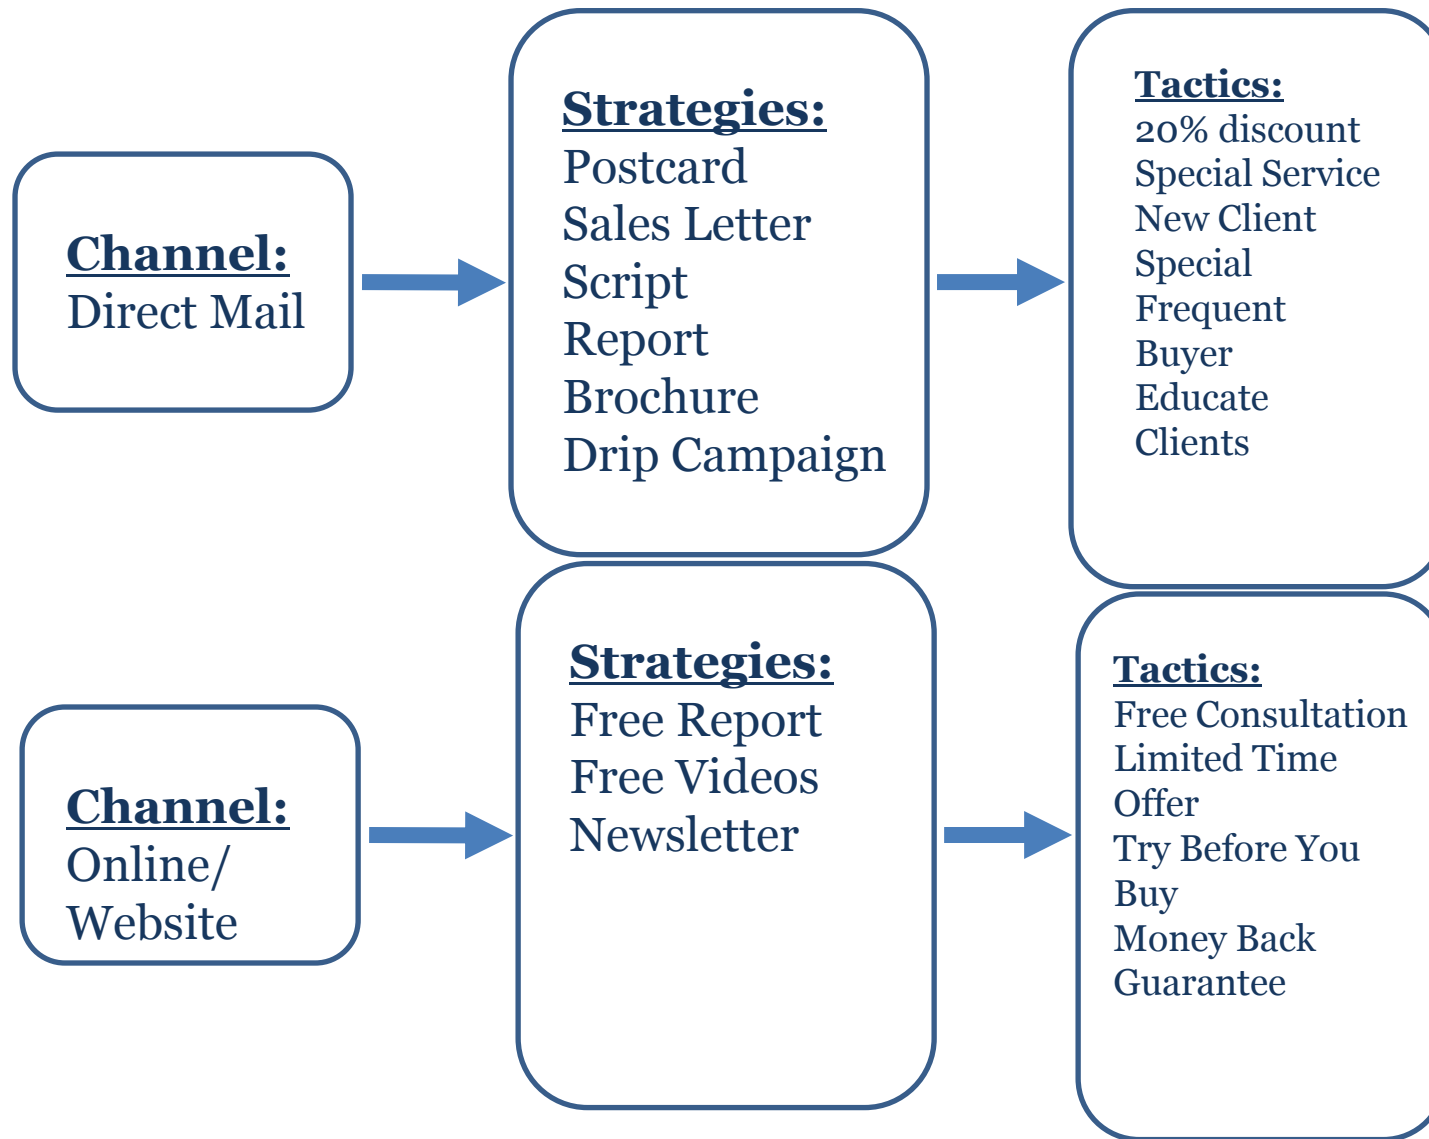 Channel:
Direct Mail
Strategies:
Postcard
Sales Letter
Script
Report
Brochure
Drip Campaign
Tactics:
20% discount
Special Service
New Client
Special
Frequent
Buyer
Educate
Clients
Channel:
Online/
Website
Strategies:
Free Report
Free Videos
Newsletter
Tactics:
Free Consultation
Limited Time
Offer
Try Before You
Buy
Money Back
Guarantee